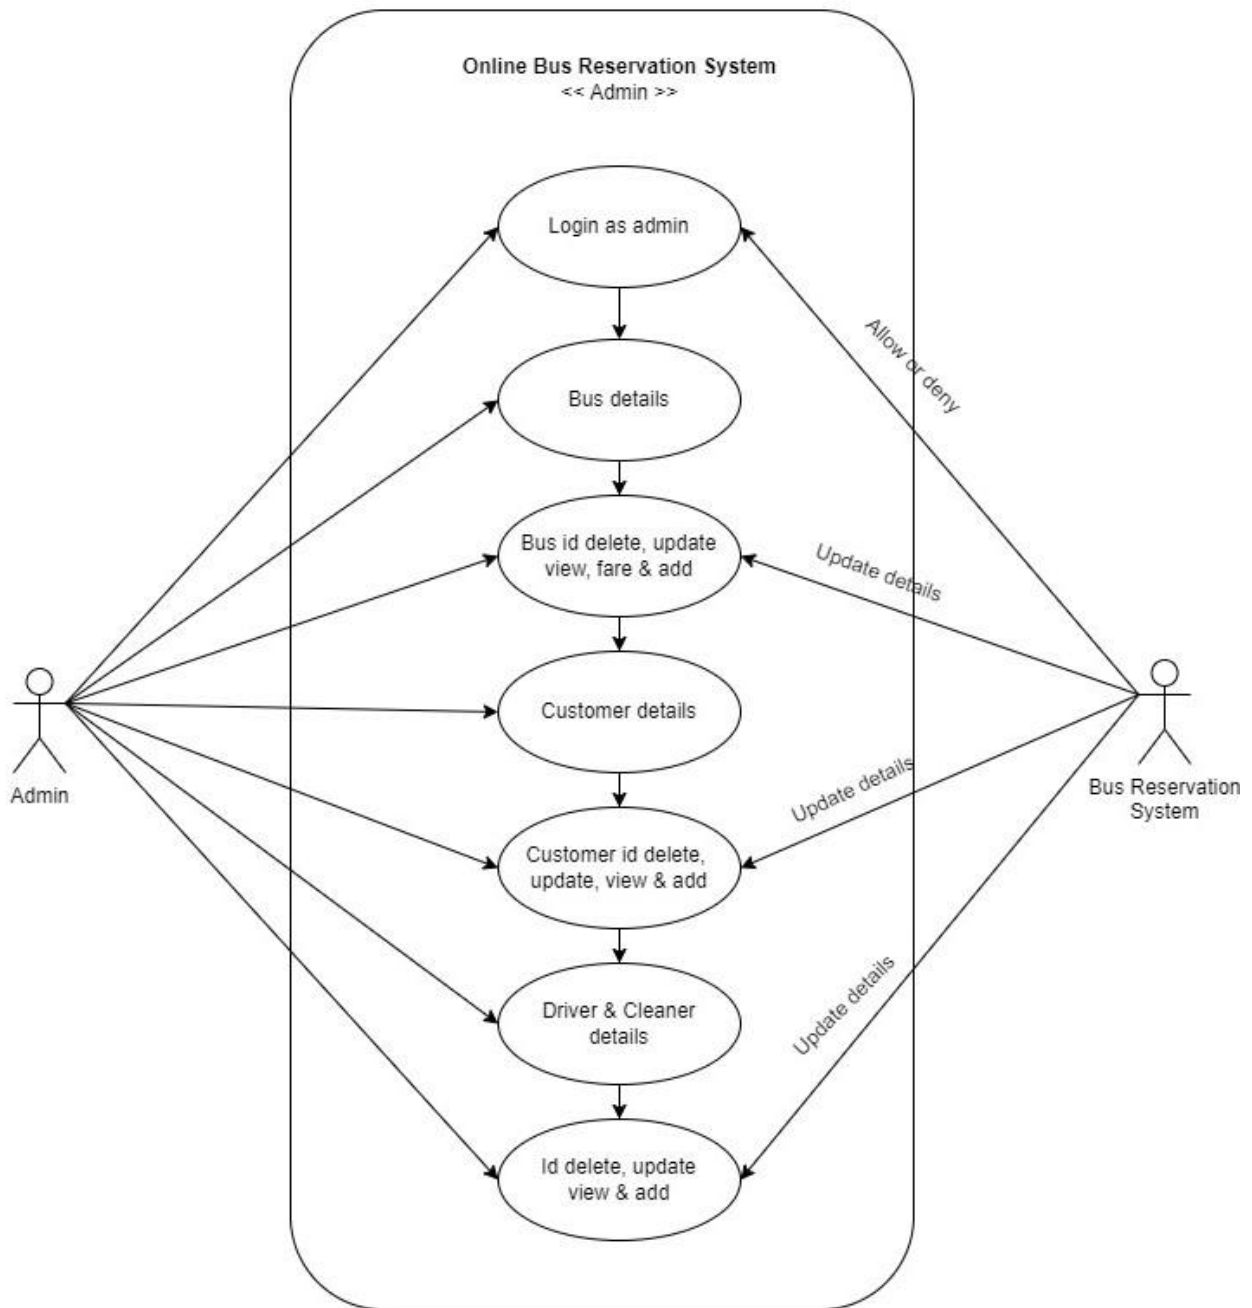 Online Bus Reservation System
<< Admin >>
Login as admin
Allow or deny
Bus details
Bus id delete, update
view, fare & add
Update details
Customer details
Admin
Bus Reservation
System
Update details
Customer id delete,
update, view & add
Driver & Cleaner
details
Update details
Id delete, update
view & add